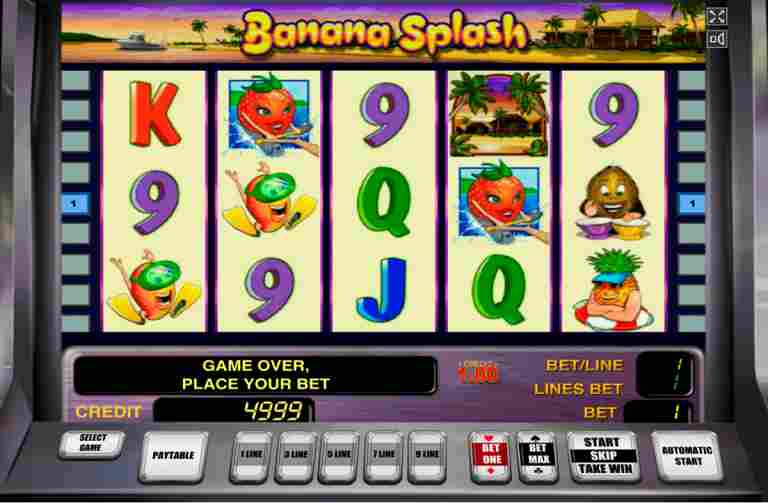 Banana Splash
K
9
9
9
Q
9
J
Q
1
1
GAME OVER,
PLACE YOUR BET
1 CREDIT
1.00
BET/LINE 1
LINES BET 1
CREDIT 4999
BET 1
SELECT
GAME
PAYTABLE
1 LINE
3 LINE
5 LINE
7 LINE
9 LINE
BET
ONE
BET
MAX
START
SKIP
TAKE WIN
AUTOMATIC
START